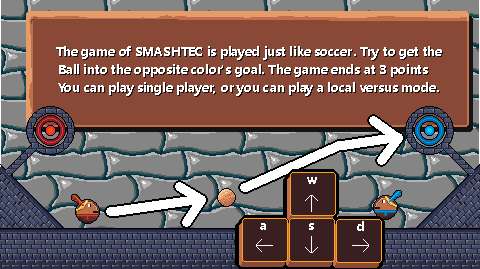 The game of SMASHTEC is played just like soccer. Try to get the
Ball into the opposite color's goal. The game ends at 3 points
You can play single player, or you can play a local versus mode.
w
a s d